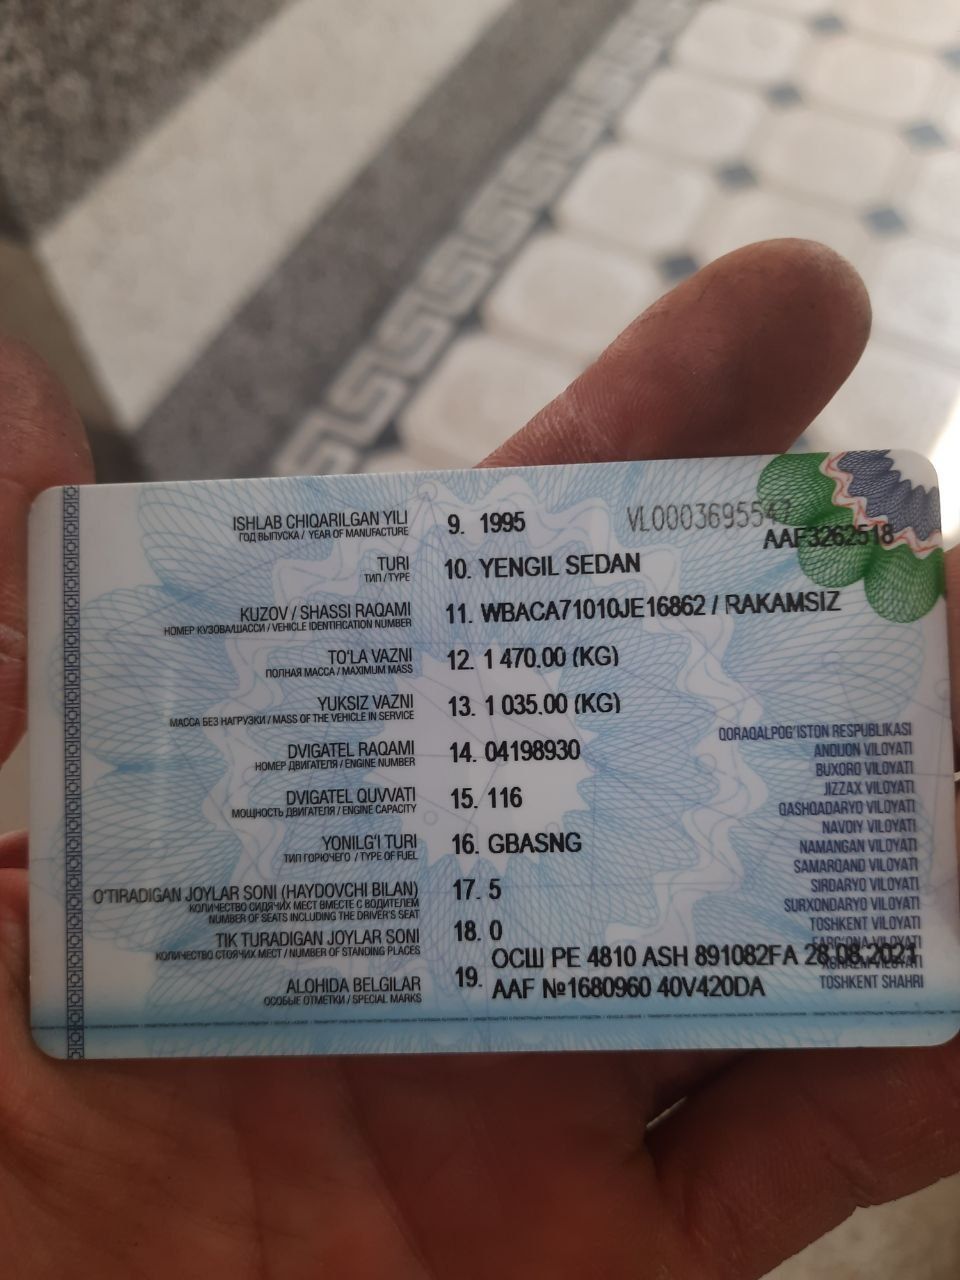 ISHLAB CHIQARILGAN YILI 9. 1995
ГОД ВЫПУСКА / YEAR OF MANUFACTURE
VL0003695547
AAF3262518
TURI 10. YENGIL SEDAN
ТИП / TYPE
KUZOV / SHASSI RAQAMI 11. WBACA71010JE16862 / RAKAMSIZ
НОМЕР КУЗОВА/ШАССИ / VEHICLE IDENTIFICATION NUMBER
TO'LA VAZNI 12. 1 470.00 (KG)
ПОЛНАЯ МАССА / MAXIMUM MASS
YUKSIZ VAZNI 13. 1 035.00 (KG)
МАССА БЕЗ НАГРУЗКИ / MASS OF THE VEHICLE IN SERVICE
DVIGATEL RAQAMI 14. 04198930
НОМЕР ДВИГАТЕЛЯ / ENGINE NUMBER
DVIGATEL QUVVATI 15. 116
МОЩНОСТЬ ДВИГАТЕЛЯ / ENGINE CAPACITY
YONILG'I TURI 16. GBASNG
ТИП ГОРЮЧЕГО / TYPE OF FUEL
O'TIRADIGAN JOYLAR SONI (HAYDOVCHI BILAN) 17. 5
КОЛИЧЕСТВО СИДЯЧИХ МЕСТ ВМЕСТЕ С ВОДИТЕЛЕМ
NUMBER OF SEATS INCLUDING THE DRIVER'S SEAT
TIK TURADIGAN JOYLAR SONI 18. 0
КОЛИЧЕСТВО СТОЯЧИХ МЕСТ / NUMBER OF STANDING PLACES
ALOHIDA BELGILAR 19. ОСШ РЕ 4810 ASH 891082FA 28.08.2021
ОСОБЫЕ ОТМЕТКИ / SPECIAL MARKS
AAF №1680960 40V420DA
QORAQALPOG'ISTON RESPUBLIKASI
ANDIJON VILOYATI
BUXORO VILOYATI
JIZZAX VILOYATI
QASHQADARYO VILOYATI
NAVOIY VILOYATI
NAMANGAN VILOYATI
SAMARQAND VILOYATI
SIRDARYO VILOYATI
SURXONDARYO VILOYATI
TOSHKENT VILOYATI
FARG'ONA VILOYATI
XORAZM VILOYATI
TOSHKENT SHAHRI